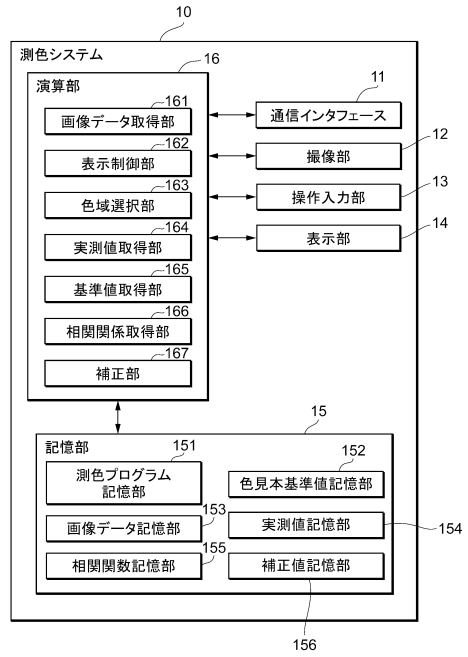 10
測色システム
16
演算部
161
画像データ取得部
162
表示制御部
163
色域選択部
164
実測値取得部
165
基準値取得部
166
相関関係取得部
167
補正部
11
通信インタフェース
12
撮像部
13
操作入力部
14
表示部
15
記憶部
151
測色プログラム
記憶部
152
色見本基準値記憶部
153
画像データ記憶部
実測値記憶部
154
155
相関関数記憶部
補正値記憶部
156